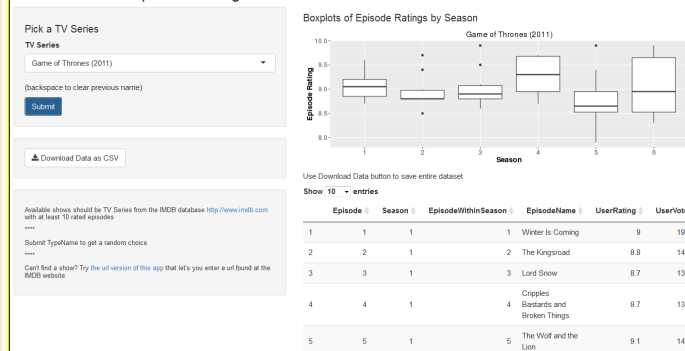 Pick a TV Series
TV Series
Game of Thrones (2011)
(backspace to clear previous name)
Submit
Download Data as CSV
Available shows should be TV Series from the IMDB database http://www.imdb.com
with at least 10 rated episodes
****
Submit TypeName to get a random choice
****
Can't find a show? Try the url version of this app that let's you enter a url found at the
IMDB website.
Boxplots of Episode Ratings by Season
Game of Thrones (2011)
Episode Rating
10.0
9.5
9.0
8.5
8.0
1 2 3 4 5 6
Season
Use Download Data button to save entire dataset
Show 10 entries
Episode Season EpisodeWithinSeason EpisodeName UserRating UserVot
1 1 1 1 Winter Is Coming 9 19
2 2 1 2 The Kingsroad 8.8 14
3 3 1 3 Lord Snow 8.7 13
4 4 1 4 Cripples
Bastards and
Broken Things 8.7 13
5 5 1 5 The Wolf and the
Lion 9.1 14